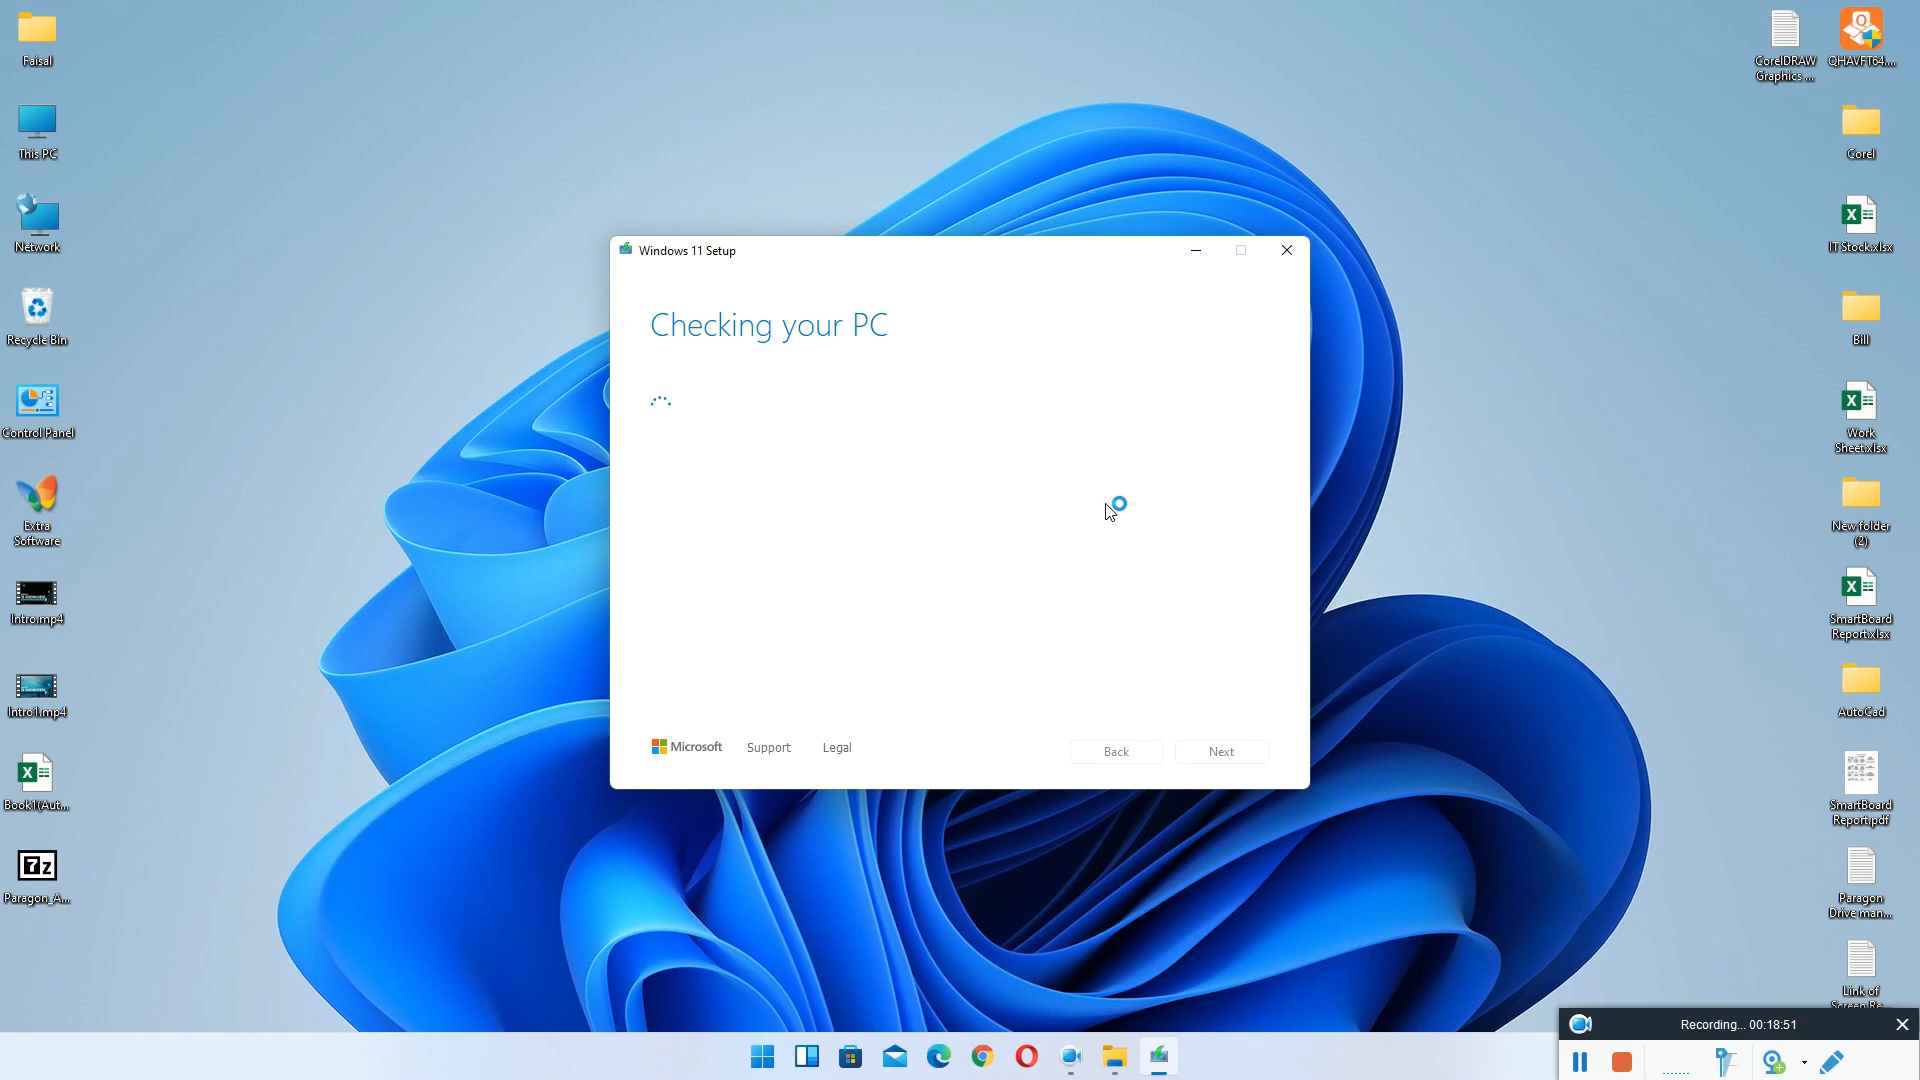 Faisal
This PC
Network
Recycle Bin
Control Panel
Extra
Software
Intro.mp4
Intro1.mp4
Book1(Aut...
7z
Paragon_A...
Windows 11 Setup
Checking your PC
Microsoft
Support
Legal
Back
Next
CorelDRAW
Graphics ...
QHAVFT64....
Corel
IT Stock.xlsx
Bill
Work
Sheet.xlsx
New folder
(2)
SmartBoard
Report.xlsx
AutoCad
SmartBoard
Report.pdf
Paragon
Drive man...
Link of
Screen Re...
Recording... 00:18:51